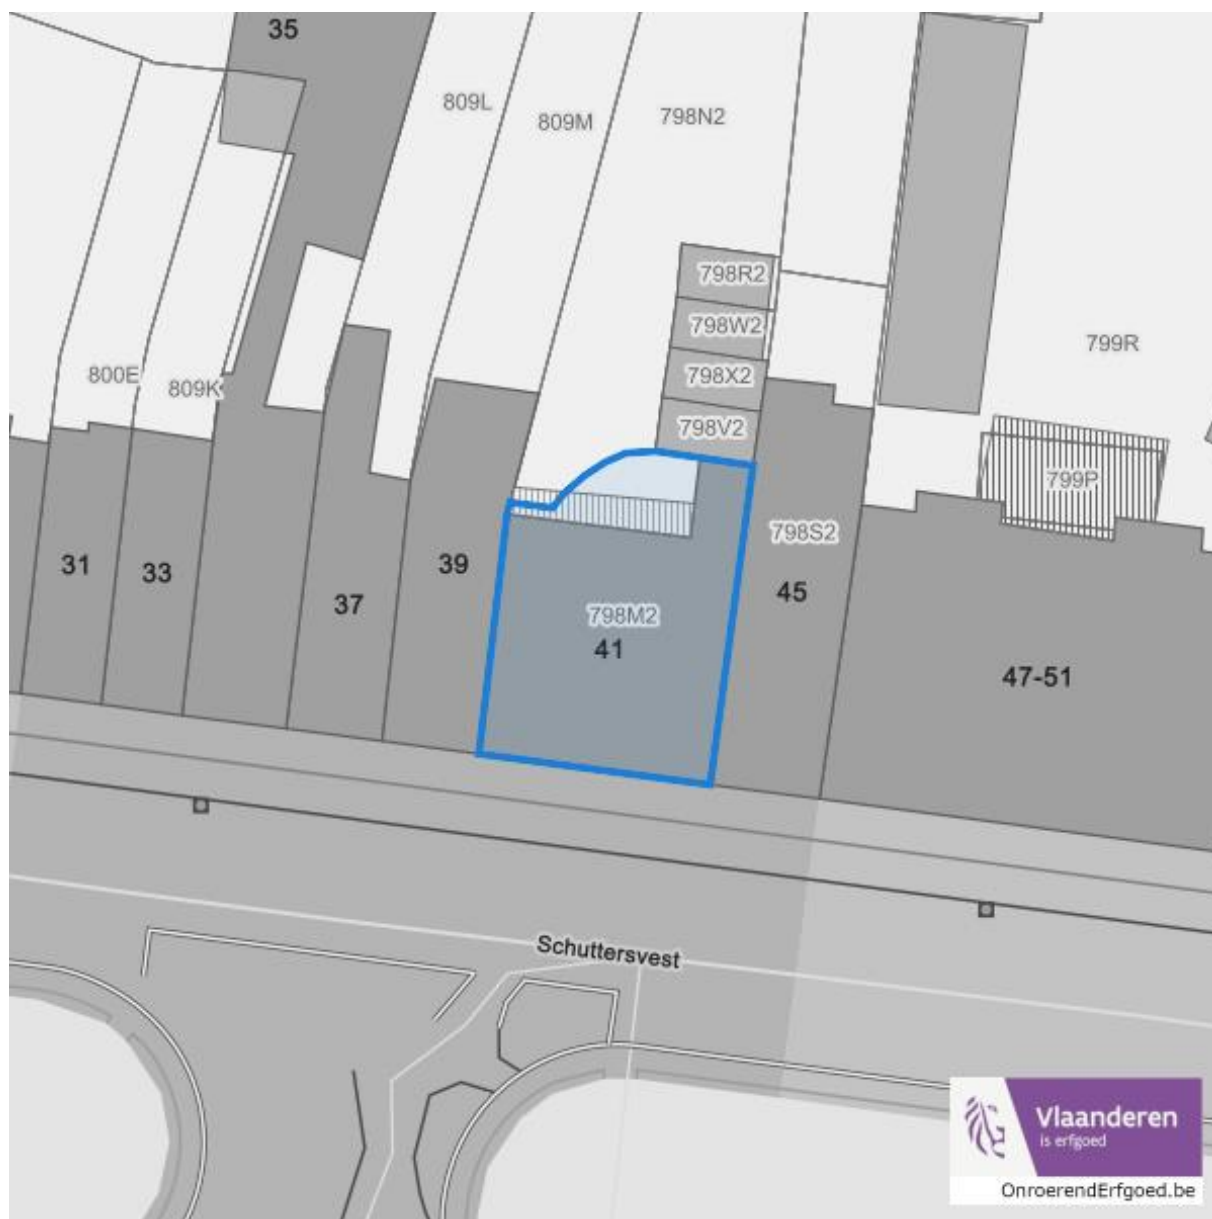 35
809L
809M
798N2
798R2
798W2
799R
800E
809K
798X2
798V2
799P
798S2
31
33
39
37
45
798M2
41
47-51
Schuttersvest
Vlaanderen
is erfgoed
OnroerendErfgoed.be